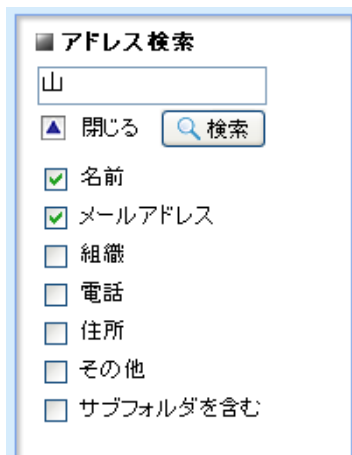 アドレス検索
山
閉じる 検索
名前
メールアドレス
組織
電話
住所
その他
サブフォルダを含む